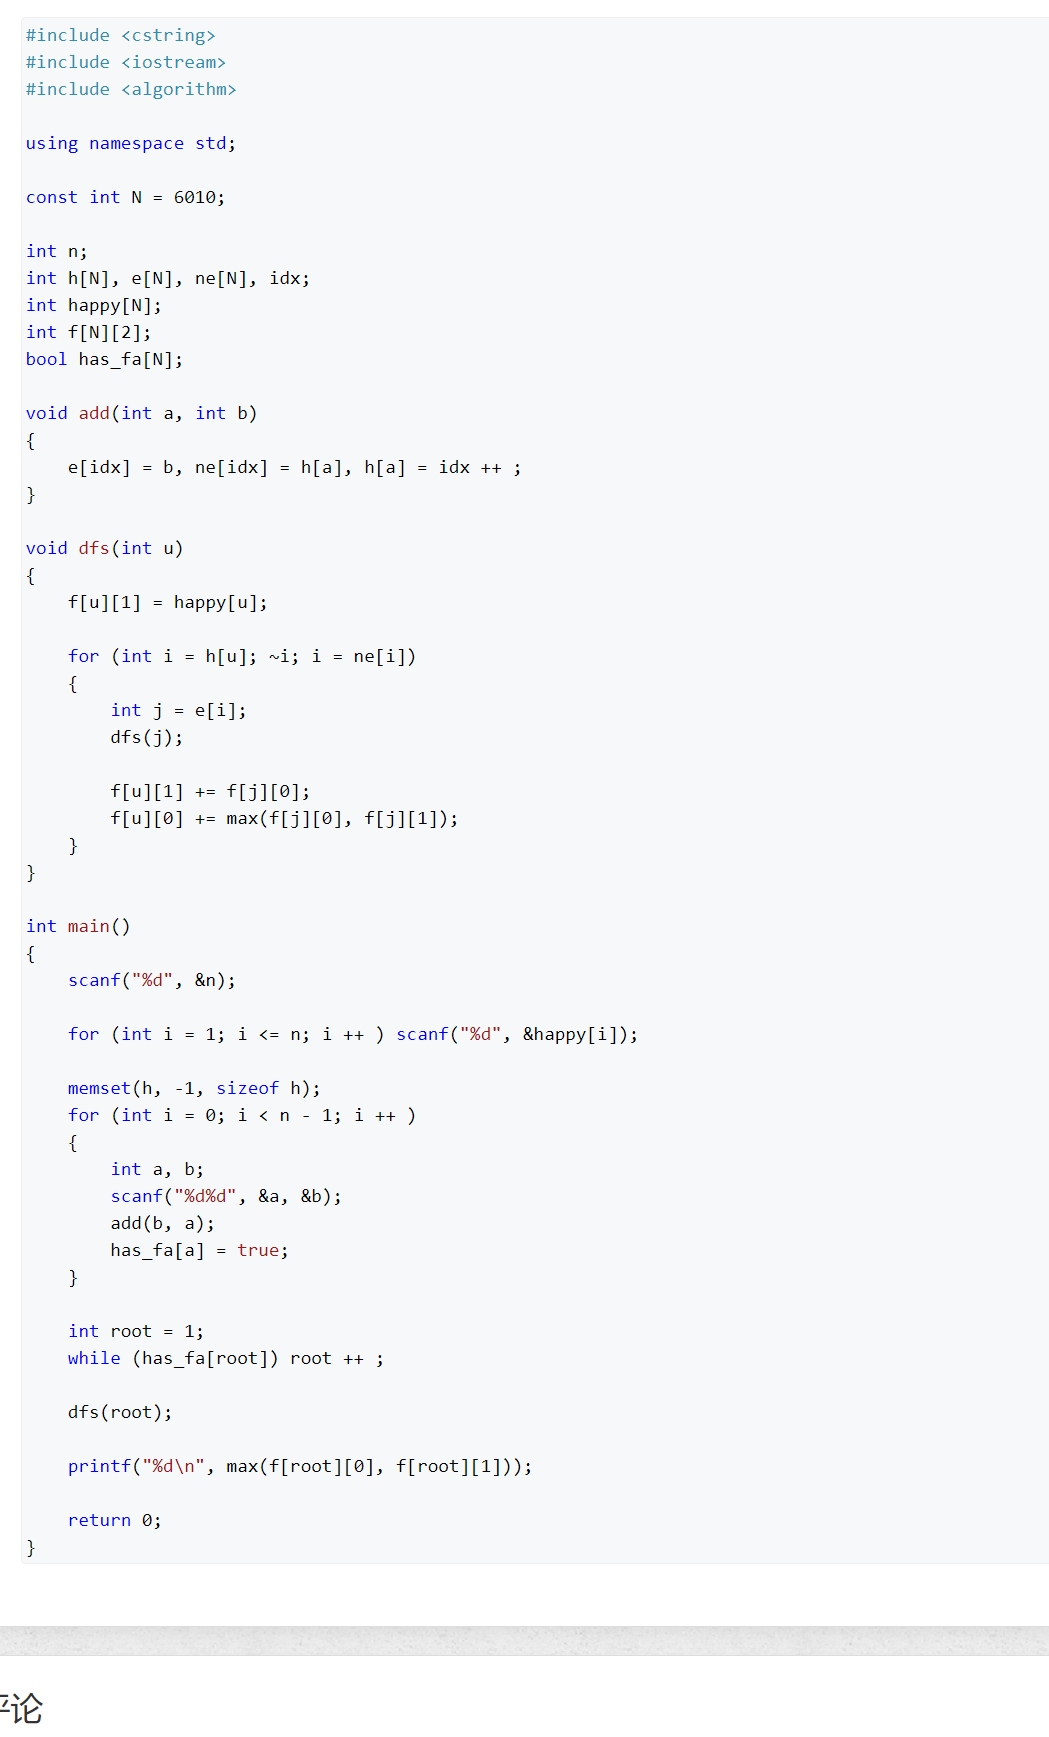 #include <cstring>
#include <iostream>
#include <algorithm>
using namespace std;
const int N = 6010;
int n;
int h[N], e[N], ne[N], idx;
int happy[N];
int f[N][2];
bool has_fa[N];
void add(int a, int b)
{
    e[idx] = b, ne[idx] = h[a], h[a] = idx ++ ;
}
void dfs(int u)
{
    f[u][1] = happy[u];
    for (int i = h[u]; ~i; i = ne[i])
    {
        int j = e[i];
        dfs(j);
        f[u][1] += f[j][0];
        f[u][0] += max(f[j][0], f[j][1]);
    }
}
int main()
{
    scanf("%d", &n);
    for (int i = 1; i <= n; i ++ ) scanf("%d", &happy[i]);
    memset(h, -1, sizeof h);
    for (int i = 0; i < n - 1; i ++ )
    {
        int a, b;
        scanf("%d%d", &a, &b);
        add(b, a);
        has_fa[a] = true;
    }
    int root = 1;
    while (has_fa[root]) root ++ ;
    dfs(root);
    printf("%d\n", max(f[root][0], f[root][1]));
    return 0;
}
评论